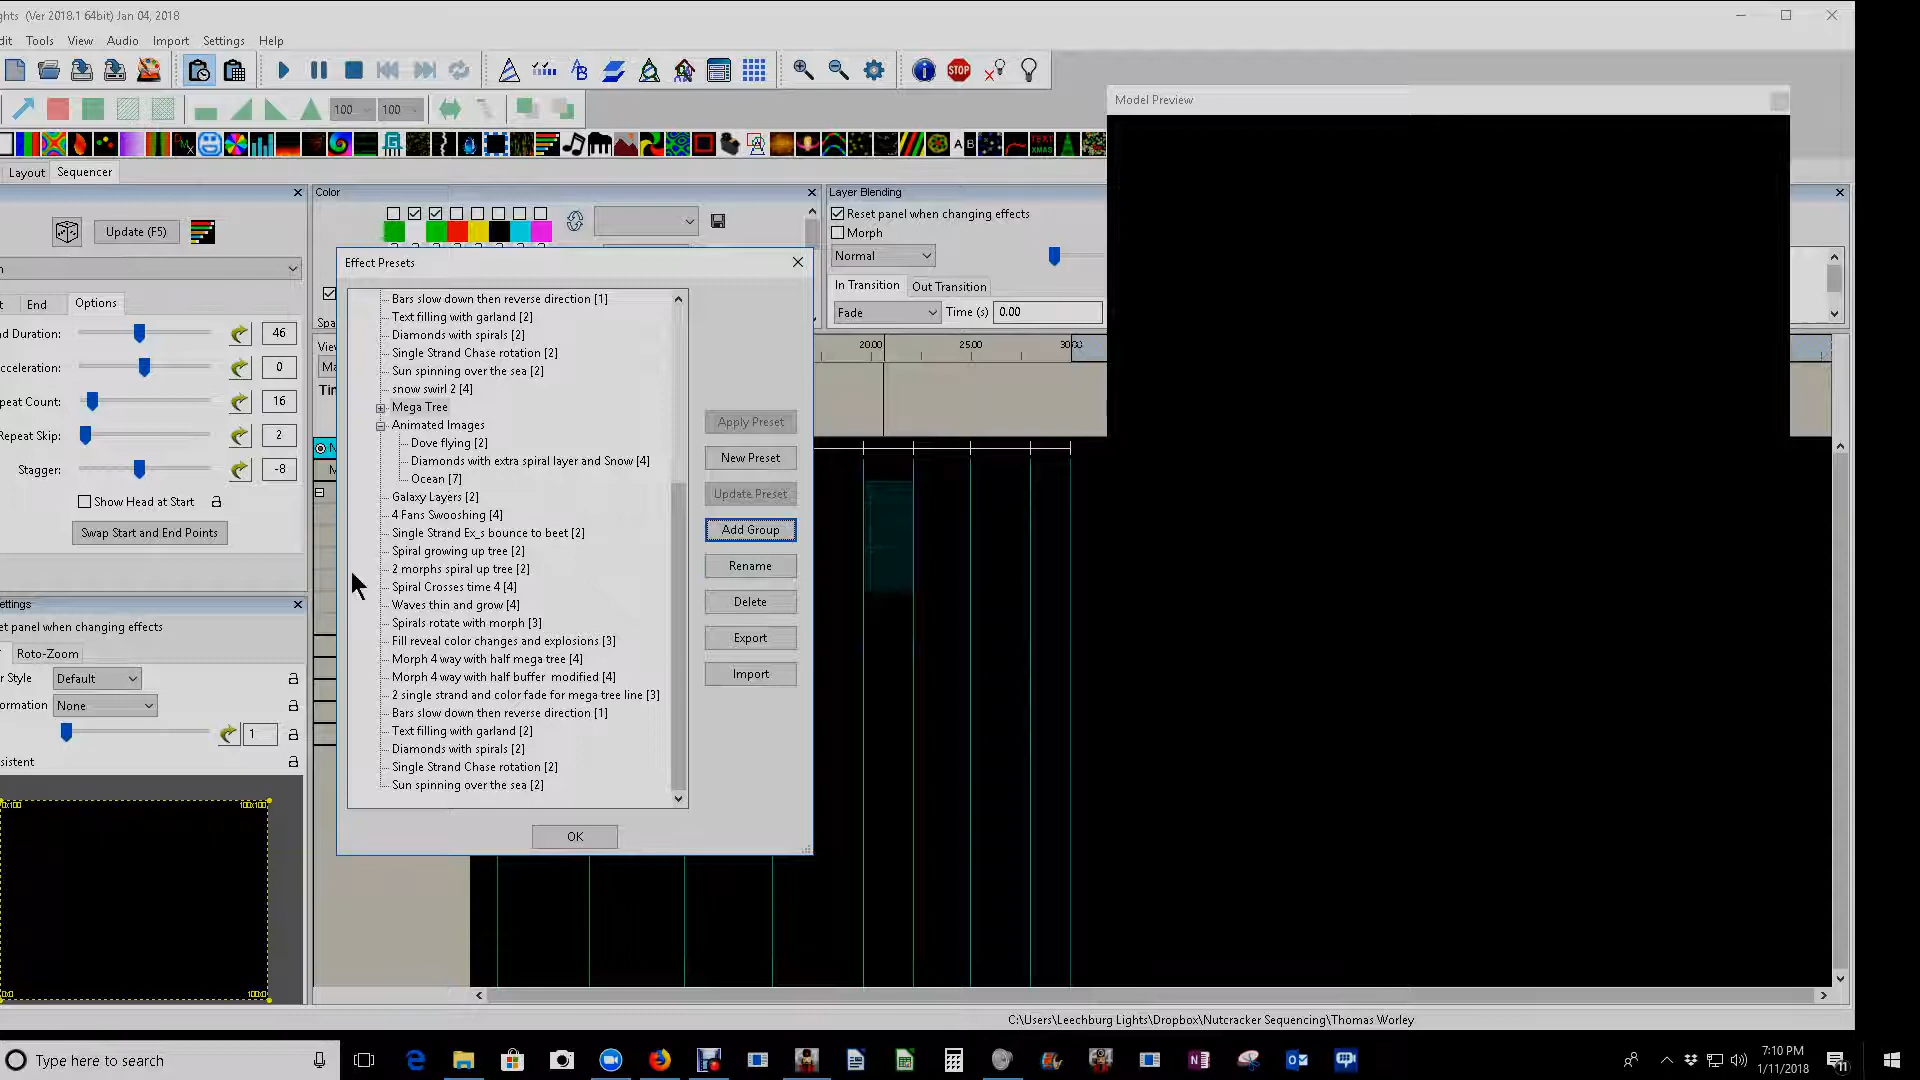 ghts (Ver 2018.1 64bit) Jan 04, 2018
dit Tools View Audio Import Settings Help
100 100
Model Preview
Layout Sequencer
Color
Layer Blending
Update (F5)
Reset panel when changing effects
Morph
Normal
In Transition Out Transition
Fade Time (s) 0.00
n
t End Options
nd Duration: 46
cceleration: 0
peat Count: 16
Repeat Skip: 2
Stagger: -8
Show Head at Start
Swap Start and End Points
20.00 25.00 30.00
Effect Presets
Bars slow down then reverse direction [1]
Text filling with garland [2]
Diamonds with spirals [2]
Single Strand Chase rotation [2]
Sun spinning over the sea [2]
snow swirl 2 [4]
Mega Tree
Animated Images
Dove flying [2]
Diamonds with extra spiral layer and Snow [4]
Ocean [7]
Galaxy Layers [2]
4 Fans Swooshing [4]
Single Strand Ex_s bounce to beet [2]
Spiral growing up tree [2]
2 morphs spiral up tree [2]
Spiral Crosses time 4 [4]
Waves thin and grow [4]
Spirals rotate with morph [3]
Fill reveal color changes and explosions [3]
Morph 4 way with half mega tree [4]
Morph 4 way with half buffer modified [4]
2 single strand and color fade for mega tree line [3]
Bars slow down then reverse direction [1]
Text filling with garland [2]
Diamonds with spirals [2]
Single Strand Chase rotation [2]
Sun spinning over the sea [2]
Apply Preset
New Preset
Update Preset
Add Group
Rename
Delete
Export
Import
OK
ettings
et panel when changing effects
Roto-Zoom
r Style Default
ormation None
1
sistent
0x100 100x100
0x0 100x0
C:\Users\Leechburg Lights\Dropbox\Nutcracker Sequencing\Thomas Worley
Type here to search
7:10 PM
1/11/2018
11